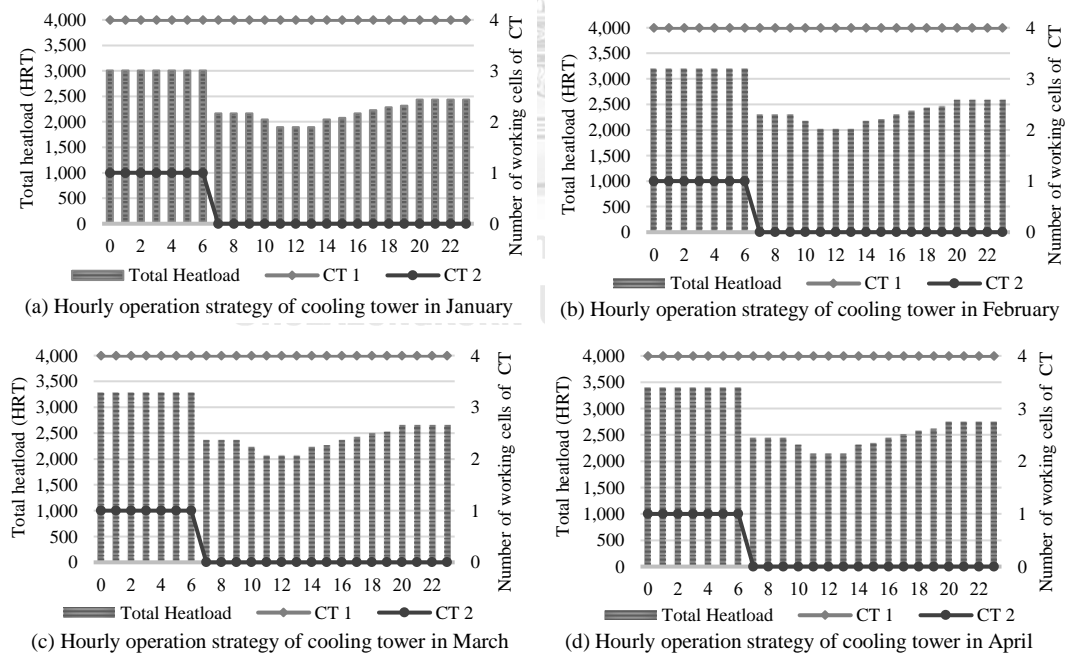 Total heatload (HRT)
4,000
3,500
3,000
2,500
2,000
1,500
1,000
500
0
4
3
2
1
0
Number of working cells of CT
0 2 4 6 8 10 12 14 16 18 20 22
Total Heatload CT 1 CT 2
(a) Hourly operation strategy of cooling tower in January
Total heatload (HRT)
4,000
3,500
3,000
2,500
2,000
1,500
1,000
500
0
4
3
2
1
0
Number of working cells of CT
0 2 4 6 8 10 12 14 16 18 20 22
Total Heatload CT 1 CT 2
(b) Hourly operation strategy of cooling tower in February
Total heatload (HRT)
4,000
3,500
3,000
2,500
2,000
1,500
1,000
500
0
4
3
2
1
0
Number of working cells of CT
0 2 4 6 8 10 12 14 16 18 20 22
Total Heatload CT 1 CT 2
(c) Hourly operation strategy of cooling tower in March
Total heatload (HRT)
4,000
3,500
3,000
2,500
2,000
1,500
1,000
500
0
4
3
2
1
0
Number of working cells of CT
0 2 4 6 8 10 12 14 16 18 20 22
Total Heatload CT 1 CT 2
(d) Hourly operation strategy of cooling tower in April